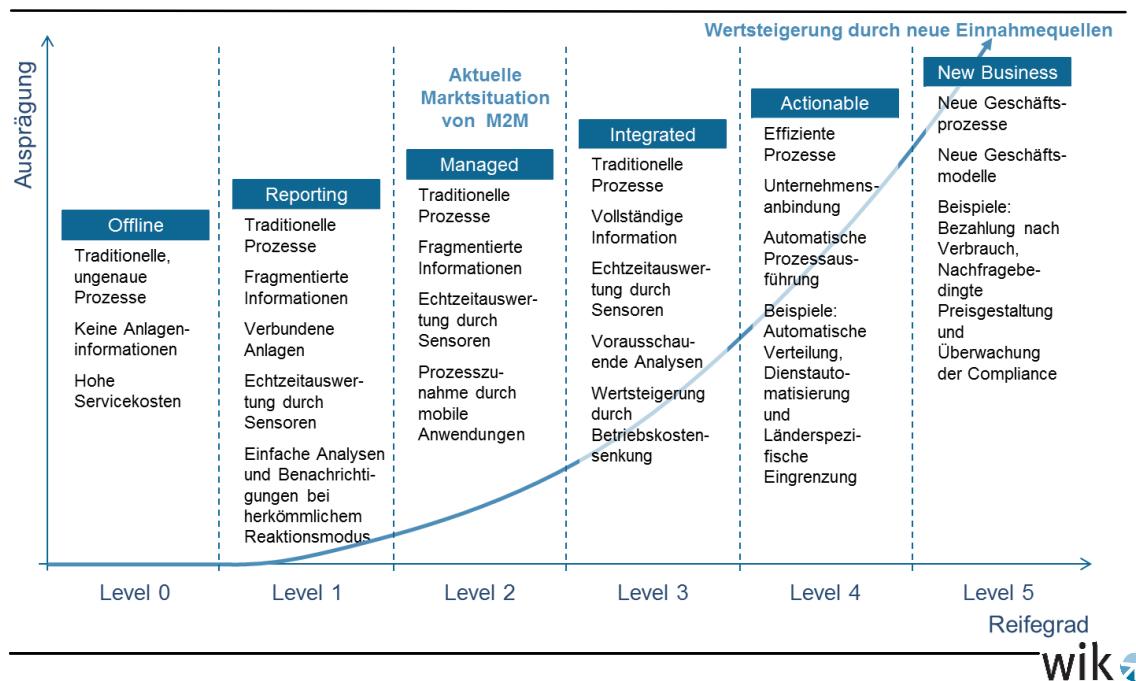 Wertsteigerung durch neue Einnahmequellen
Ausprägung
Aktuelle
Marktsituation
von M2M
Offline
Traditionelle,
ungenaue
Prozesse
Keine Anlagen-
informationen
Hohe
Servicekosten
Reporting
Traditionelle
Prozesse
Fragmentierte
Informationen
Verbundene
Anlagen
Echtzeitauswer-
tung durch
Sensoren
Einfache Analysen
und Benachrichti-
gungen bei
herkömmlichem
Reaktionsmodus
Managed
Traditionelle
Prozesse
Fragmentierte
Informationen
Echtzeitauswer-
tung durch
Sensoren
Prozesszu-
nahme durch
mobile
Anwendungen
Integrated
Traditionelle
Prozesse
Vollständige
Information
Echtzeitauswer-
tung durch
Sensoren
Vorausschau-
ende Analysen
Wertsteigerung
durch
Betriebskosten-
senkung
Actionable
Effiziente
Prozesse
Unternehmens-
anbindung
Automatische
Prozessaus-
führung
Beispiele:
Automatische
Verteilung,
Dienstauto-
matisierung
und
Länderspezi-
fische
Eingrenzung
New Business
Neue Geschäfts-
prozesse
Neue Geschäfts-
modelle
Beispiele:
Bezahlung nach
Verbrauch,
Nachfragebe-
dingte
Preisgestaltung
und
Überwachung
der Compliance
Level 0
Level 1
Level 2
Level 3
Level 4
Level 5
Reifegrad
wik